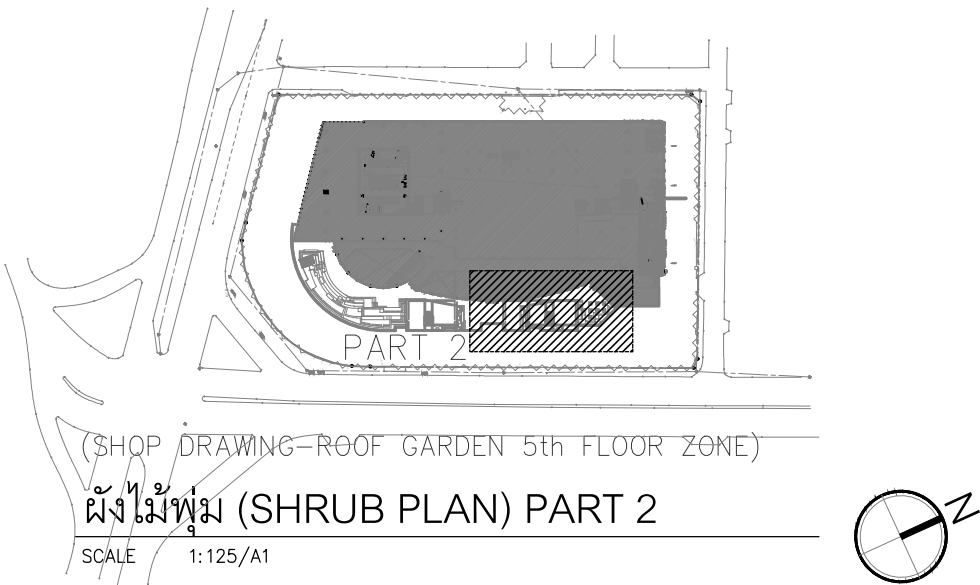 PART 2
(SHOP DRAWING-ROOF GARDEN 5th FLOOR ZONE)
ผังไม้พุ่ม (SHRUB PLAN) PART 2
SCALE 1:125/A1
N